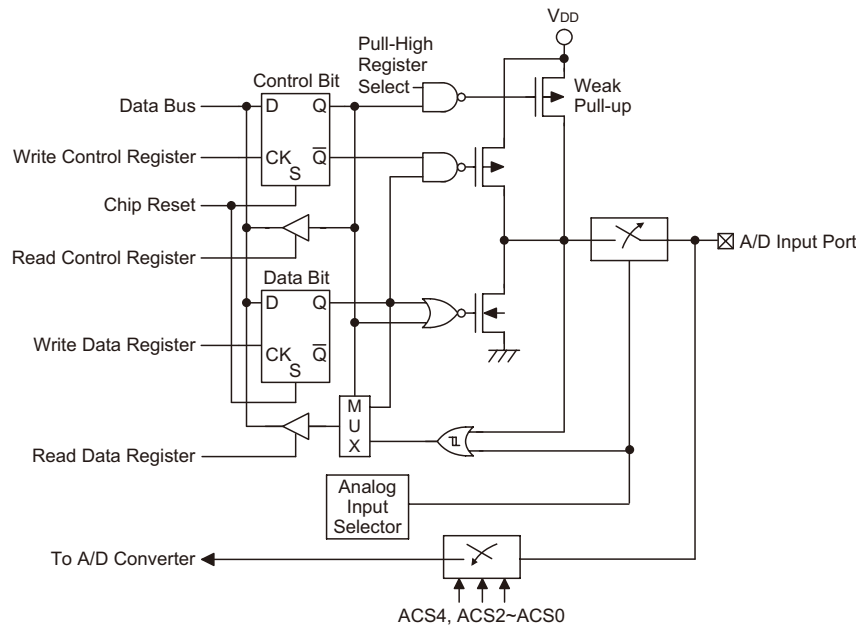 VDD
Pull-High
Register
Select
Control Bit
Weak
Pull-up
Data Bus
D
Q
Write Control Register
CK
Q̅
S
Chip Reset
Read Control Register
A/D Input Port
Data Bit
D
Q
Write Data Register
CK
Q̅
S
M
U
X
Read Data Register
Analog
Input
Selector
To A/D Converter
ACS4, ACS2~ACS0